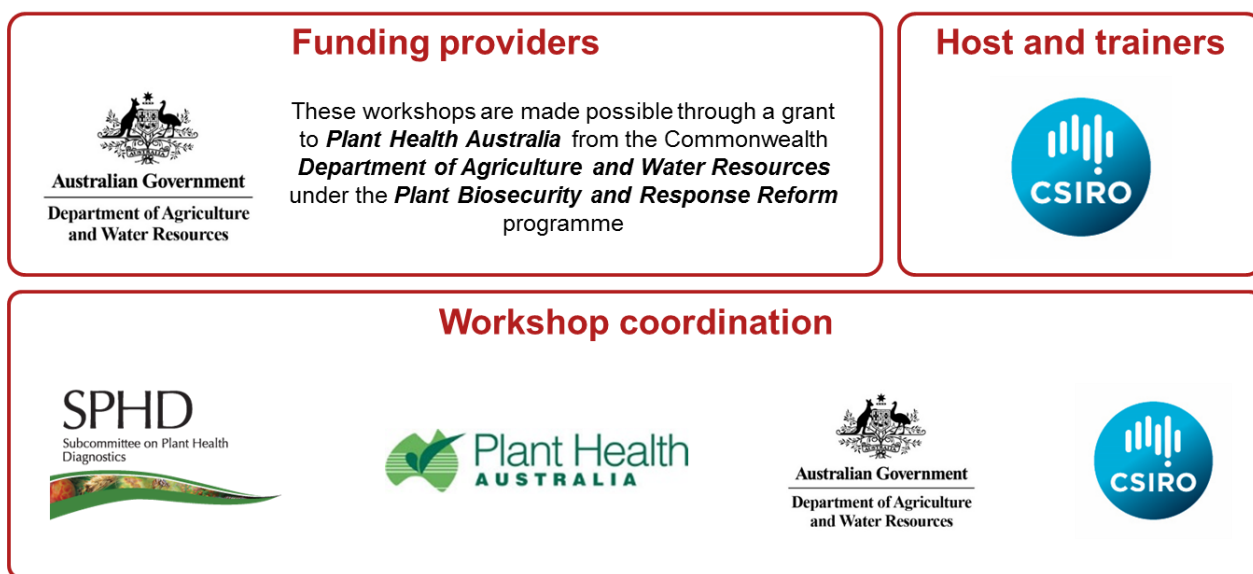 Funding providers
AUSTRALIA
Australian Government
Department of Agriculture
and Water Resources
These workshops are made possible through a grant
to Plant Health Australia from the Commonwealth
Department of Agriculture and Water Resources
under the Plant Biosecurity and Response Reform
programme
Host and trainers
CSIRO
Workshop coordination
SPHD
Subcommittee on Plant Health
Diagnostics
Plant Health
AUSTRALIA
Australian Government
Department of Agriculture
and Water Resources
CSIRO